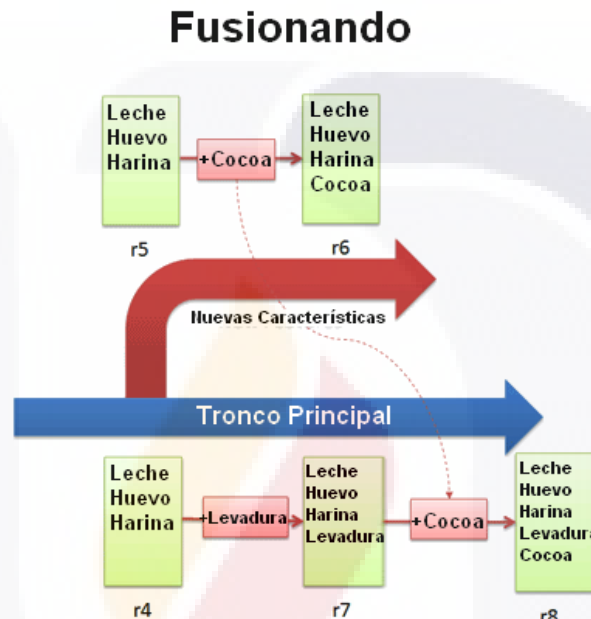 Fusionando
Leche
Huevo
Harina
+Cocoa
Leche
Huevo
Harina
Cocoa
r5
r6
Nuevas Características
Tronco Principal
Leche
Huevo
Harina
+Levadura
Leche
Huevo
Harina
Levadura
+Cocoa
Leche
Huevo
Harina
Levadura
Cocoa
r4
r7
r8